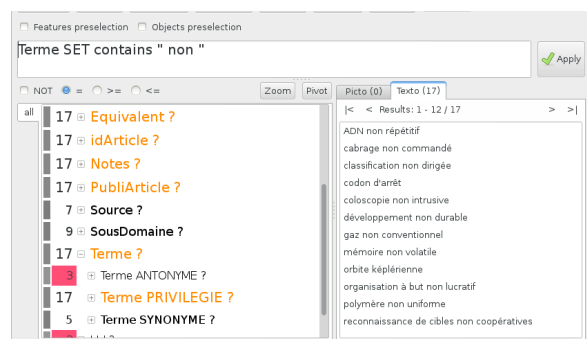 Features preselection Objects preselection
Terme SET contains " non "
Apply
NOT = >= <= Zoom Pivot
all
17 Equivalent ?
17 idArticle ?
17 Notes ?
17 PubliArticle ?
7 Source ?
9 SousDomaine ?
17 Terme ?
3 Terme ANTONYME ?
17 Terme PRIVILEGIE ?
5 Terme SYNONYME ?
Picto (0) Texto (17)
|< < Results: 1 - 12 / 17 > >|
ADN non répétitif
cabrage non commandé
classification non dirigée
codon d'arrêt
coloscopie non intrusive
développement non durable
gaz non conventionnel
mémoire non volatile
orbite képlérienne
organisation à but non lucratif
polymère non uniforme
reconnaissance de cibles non coopératives